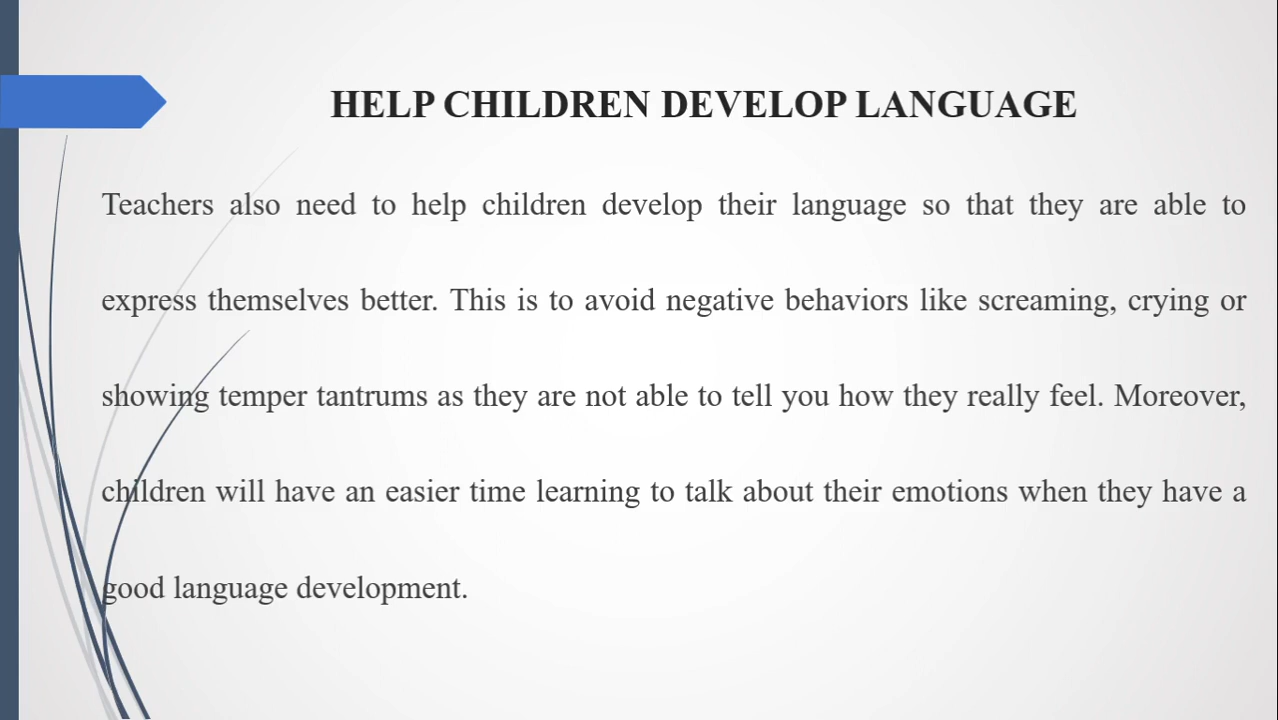 HELP CHILDREN DEVELOP LANGUAGE
Teachers also need to help children develop their language so that they are able to
express themselves better. This is to avoid negative behaviors like screaming, crying or
showing temper tantrums as they are not able to tell you how they really feel. Moreover,
children will have an easier time learning to talk about their emotions when they have a
good language development.